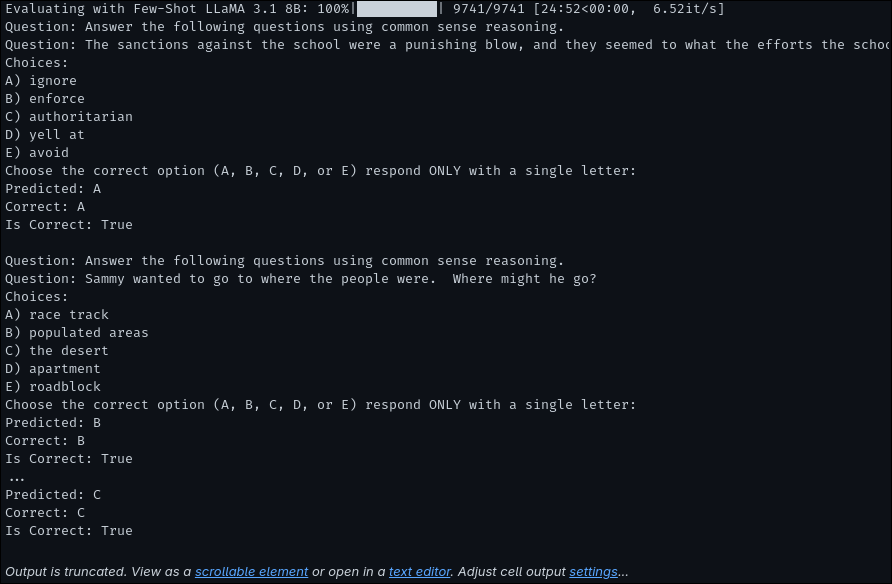 Evaluating with Few-Shot LLaMA 3.1 8B: 100%|██████████| 9741/9741 [24:52<00:00,  6.52it/s]
Question: Answer the following questions using common sense reasoning.
Question: The sanctions against the school were a punishing blow, and they seemed to what the efforts the
Choices:
A) ignore
B) enforce
C) authoritarian
D) yell at
E) avoid
Choose the correct option (A, B, C, D, or E) respond ONLY with a single letter:
Predicted: A
Correct: A
Is Correct: True
Question: Answer the following questions using common sense reasoning.
Question: Sammy wanted to go to where the people were.  Where might he go?
Choices:
A) race track
B) populated areas
C) the desert
D) apartment
E) roadblock
Choose the correct option (A, B, C, D, or E) respond ONLY with a single letter:
Predicted: B
Correct: B
Is Correct: True
...
Predicted: C
Correct: C
Is Correct: True
Output is truncated. View as a scrollable element or open in a text editor. Adjust cell output settings...